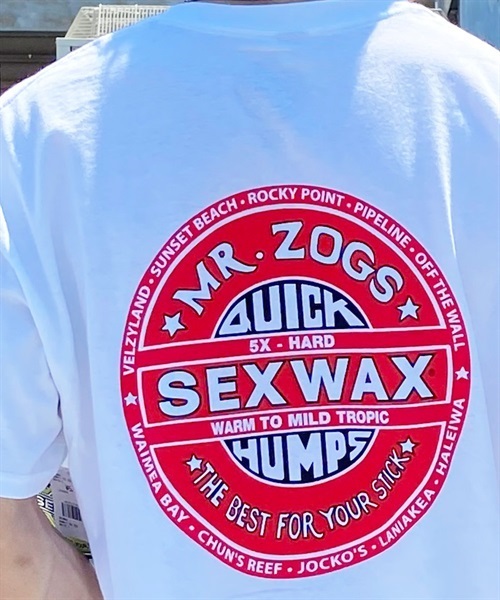 VELZYLAND • SUNSET BEACH • ROCKY POINT • PIPELINE • OFF THE WALL
MR. ZOGS
QUICK
5X - HARD
SEXWAX
WARM TO MILD TROPIC
HUMPS
THE BEST FOR YOUR STICK
WAIMEA BAY • CHUN'S REEF • JOCKO'S • LANIAKEA • HALEIWA